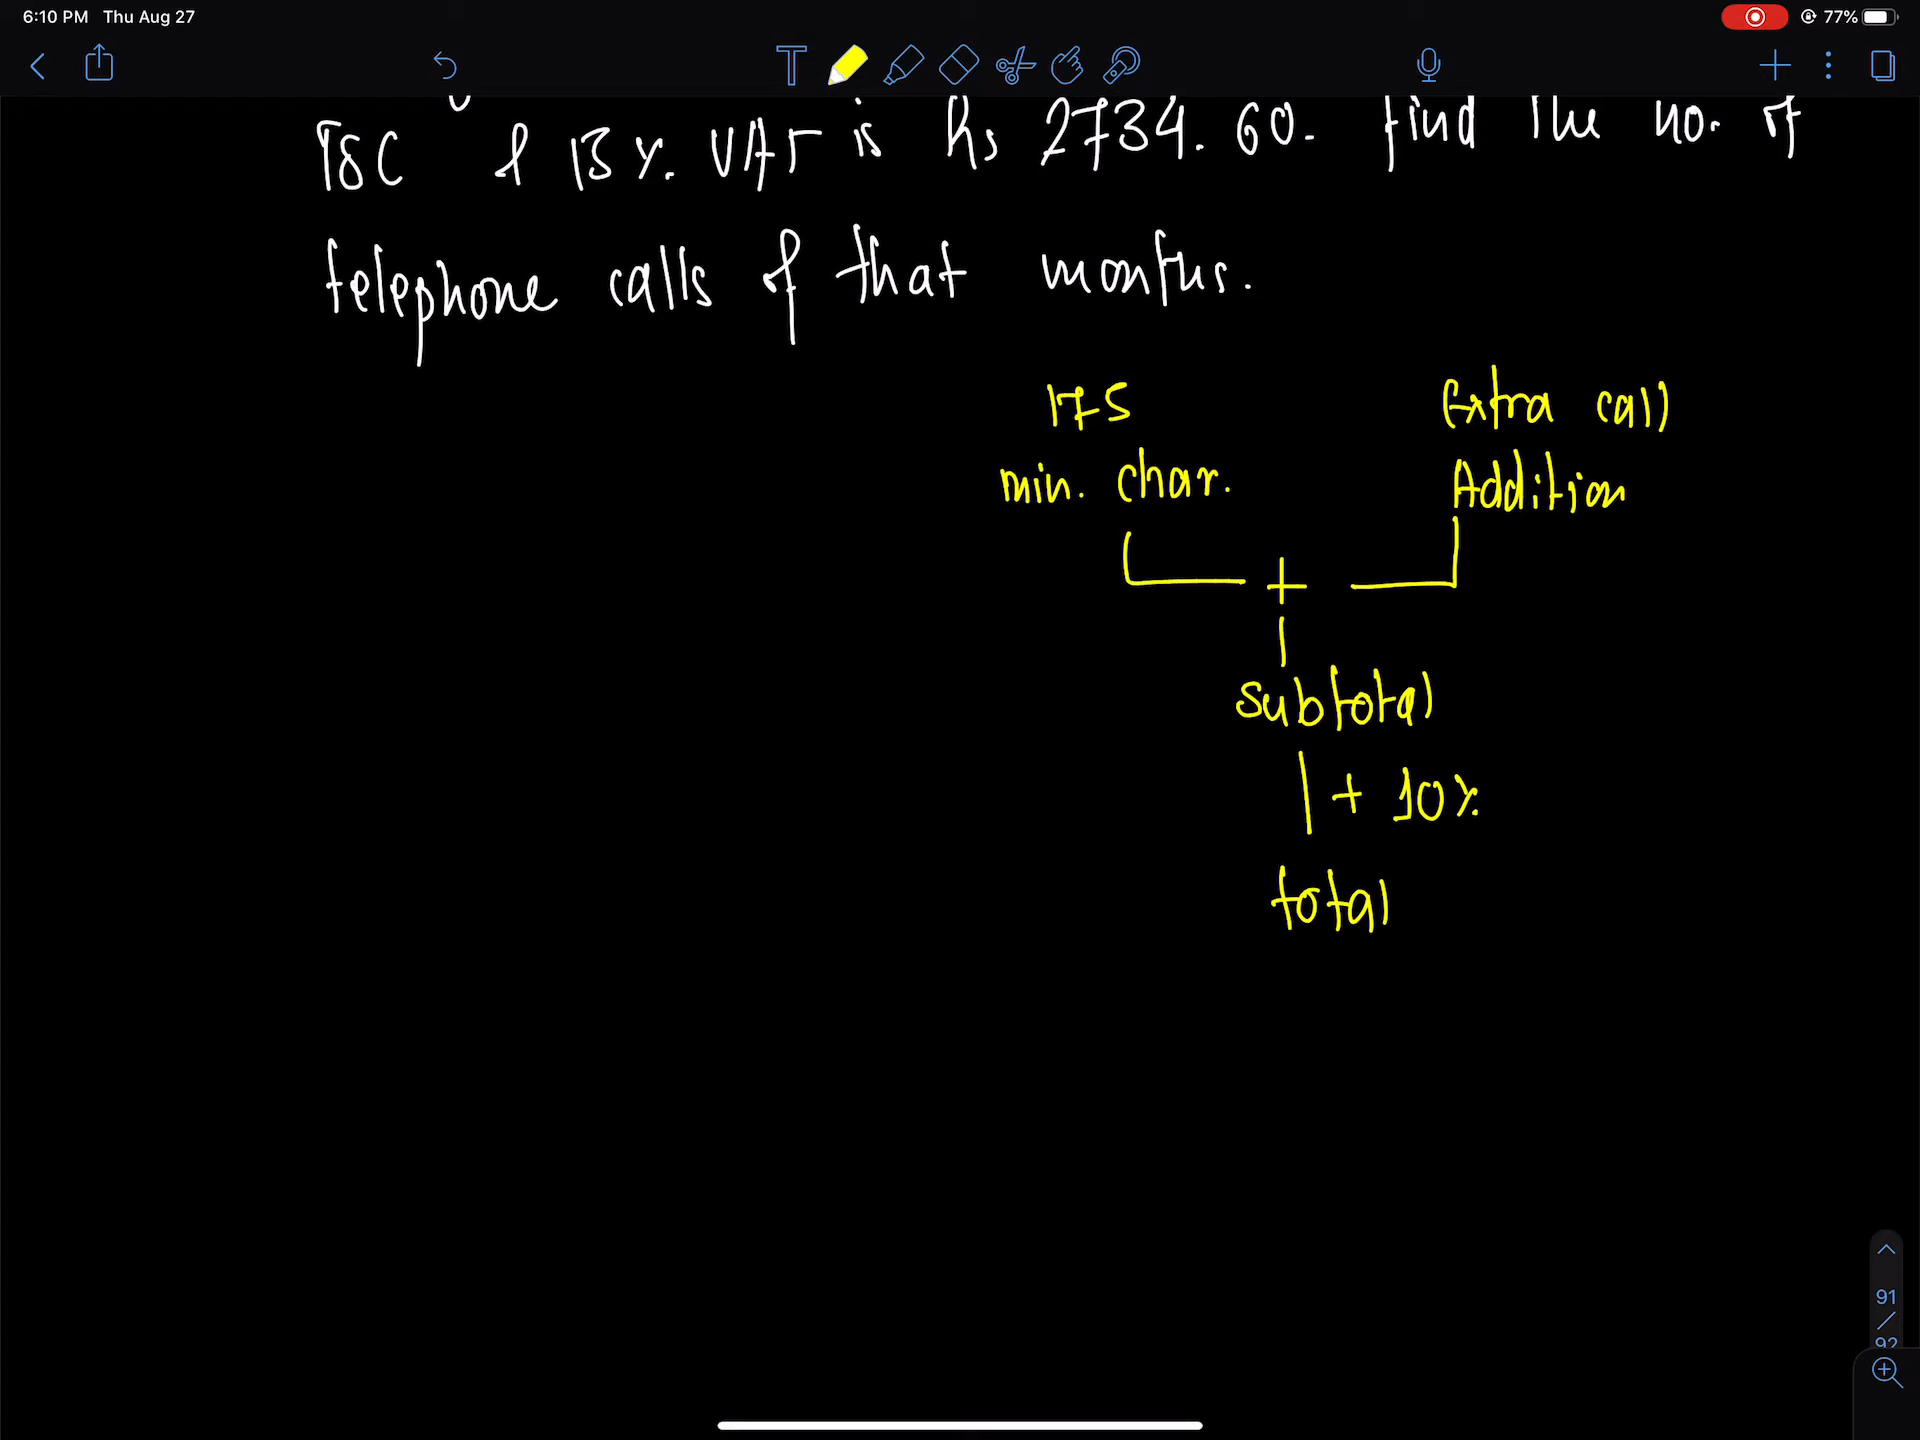 6:10 PM Thu Aug 27
77%
TSC & 13%. VAT is Rs 2734.60. find the no. of
telephone calls of that months.
175 Extra call
min. char. Addition
+
subtotal
+ 10%
total
91
/
92